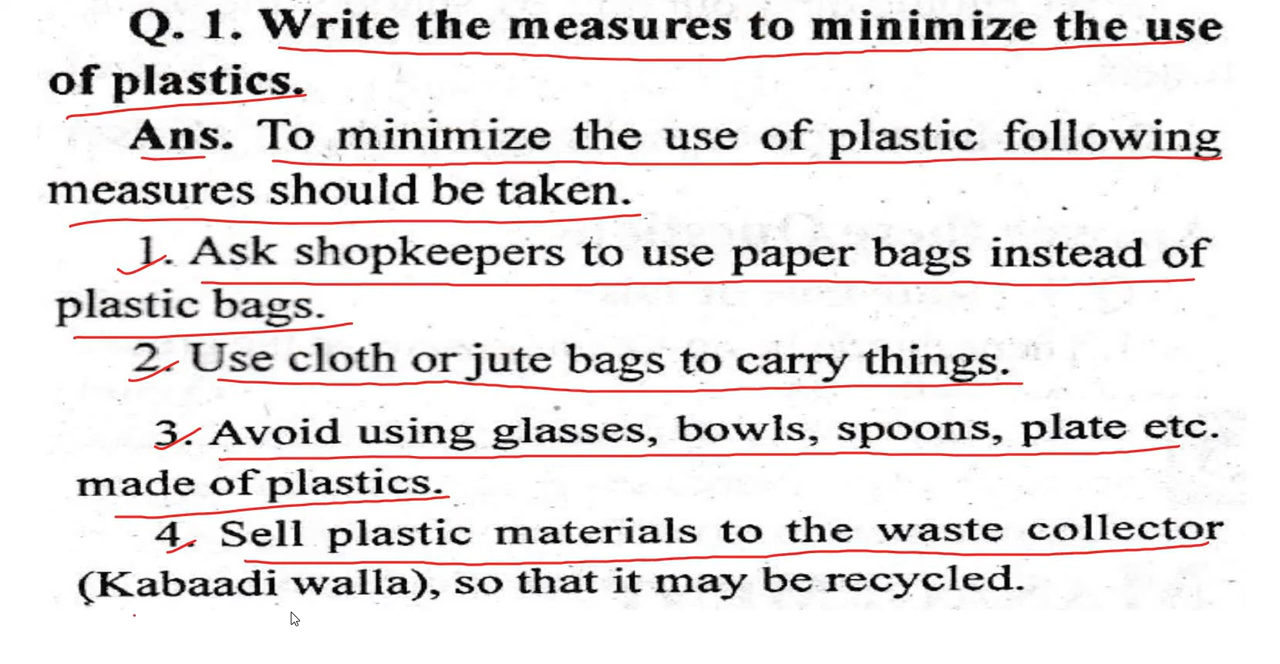 Q. 1. Write the measures to minimize the use
of plastics.
Ans. To minimize the use of plastic following
measures should be taken.
1. Ask shopkeepers to use paper bags instead of
plastic bags.
2. Use cloth or jute bags to carry things.
3. Avoid using glasses, bowls, spoons, plate etc.
made of plastics.
4. Sell plastic materials to the waste collector
(Kabaadi walla), so that it may be recycled.